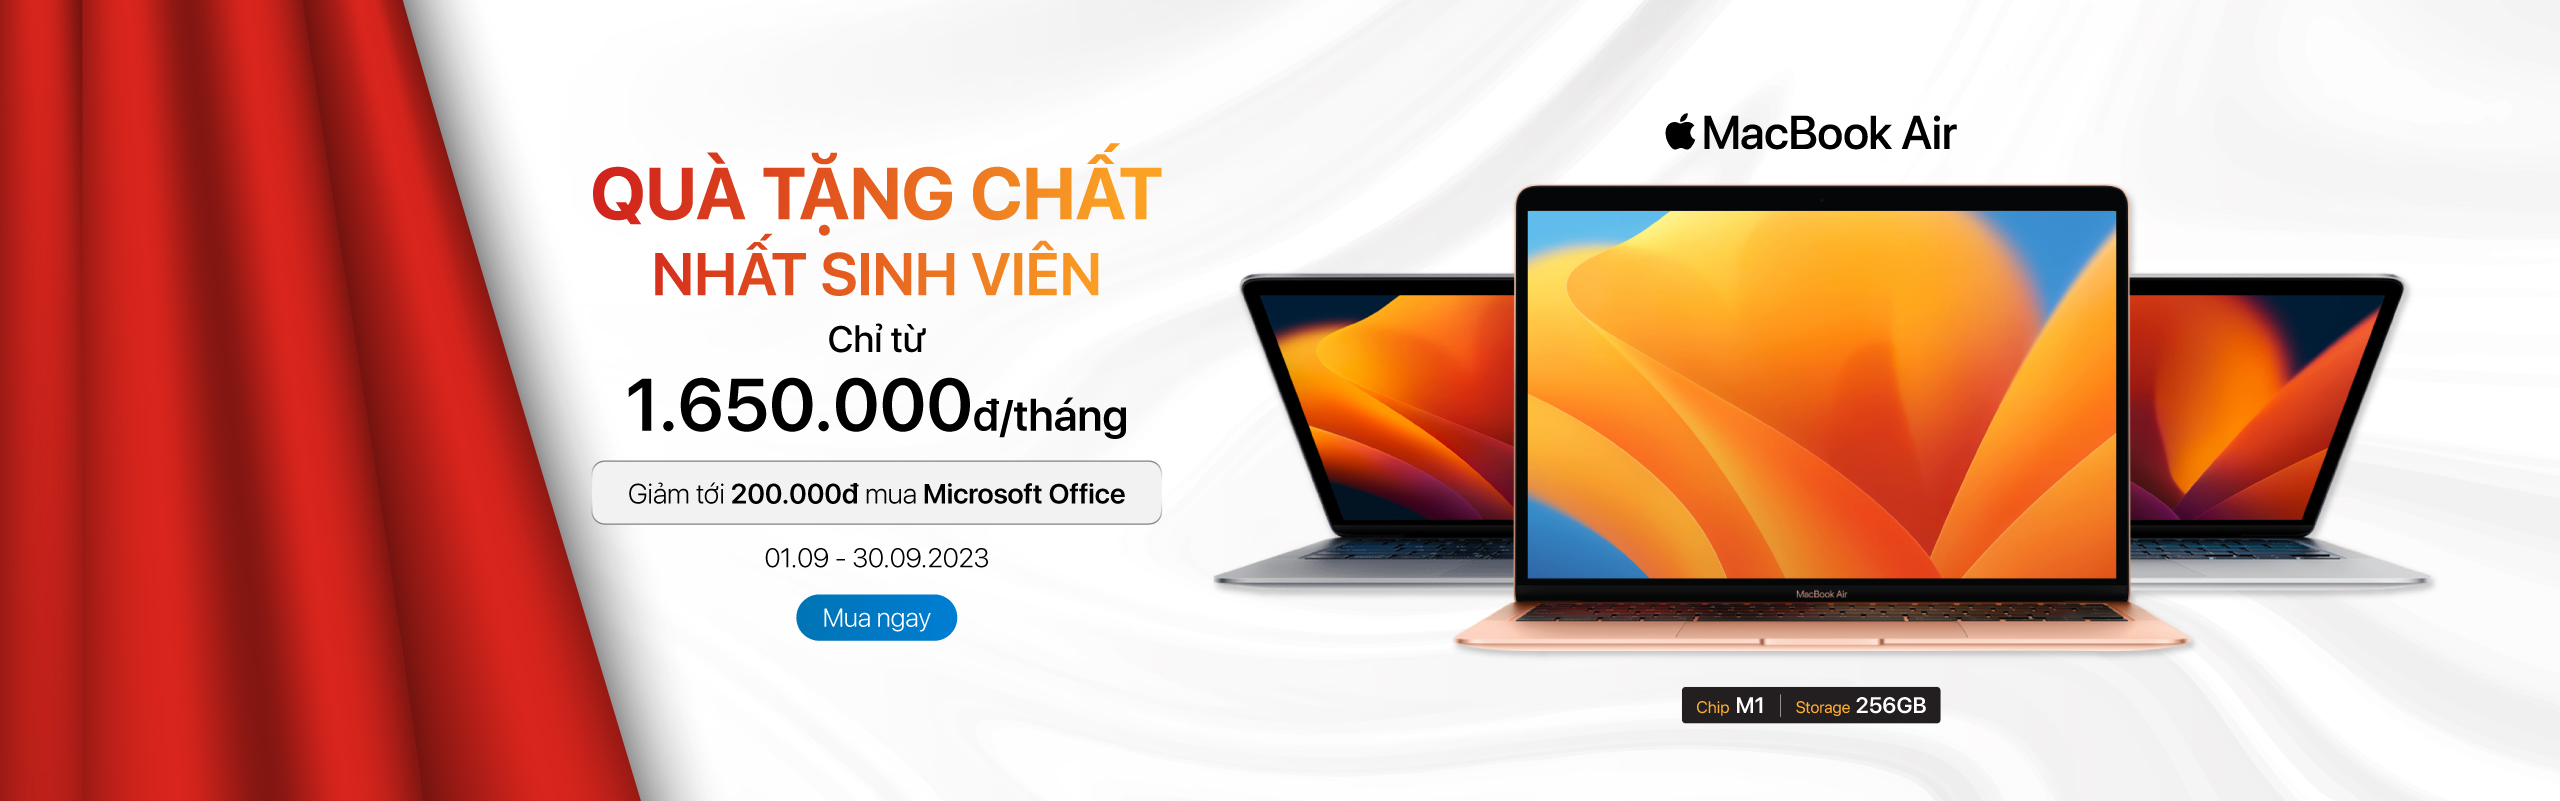 QUÀ TẶNG CHẤT
NHẤT SINH VIÊN
Chỉ từ
1.650.000đ/tháng
Giảm tới 200.000đ mua Microsoft Office
01.09 - 30.09.2023
Mua ngay
MacBook Air
MacBook Air
Chip M1 | Storage 256GB